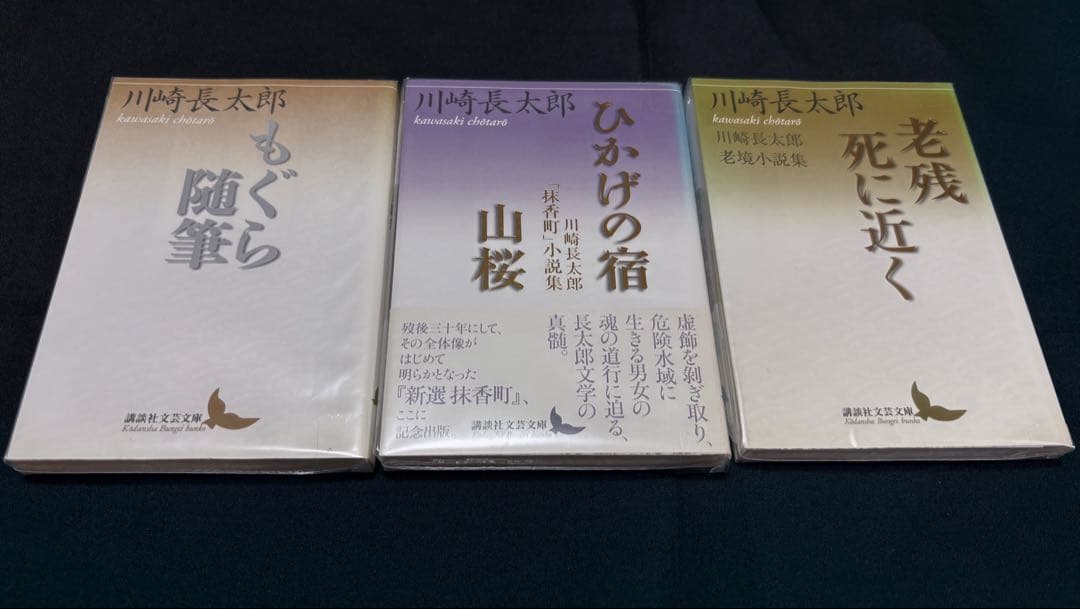 川崎長太郎
kawasaki chōtarō
もぐら
随筆
講談社文芸文庫
Kōdansha Bungei bunko
川崎長太郎
kawasaki chōtarō
ひかげの宿
山桜
川崎長太郎
「抹香町」小説集
虚飾を剥ぎ取り、
危険水域に
生きる男女の
魂の道行に迫る、
長太郎文学の
真髄。
歿後三十年にして、
その全体像が
はじめて
明らかとなった
『新選 抹香町』、
ここに
記念出版。
講談社文芸文庫
川崎長太郎
kawasaki chōtarō
川崎長太郎
老境小説集
老残
死に近く
講談社文芸文庫
Kōdansha Bungei bunko